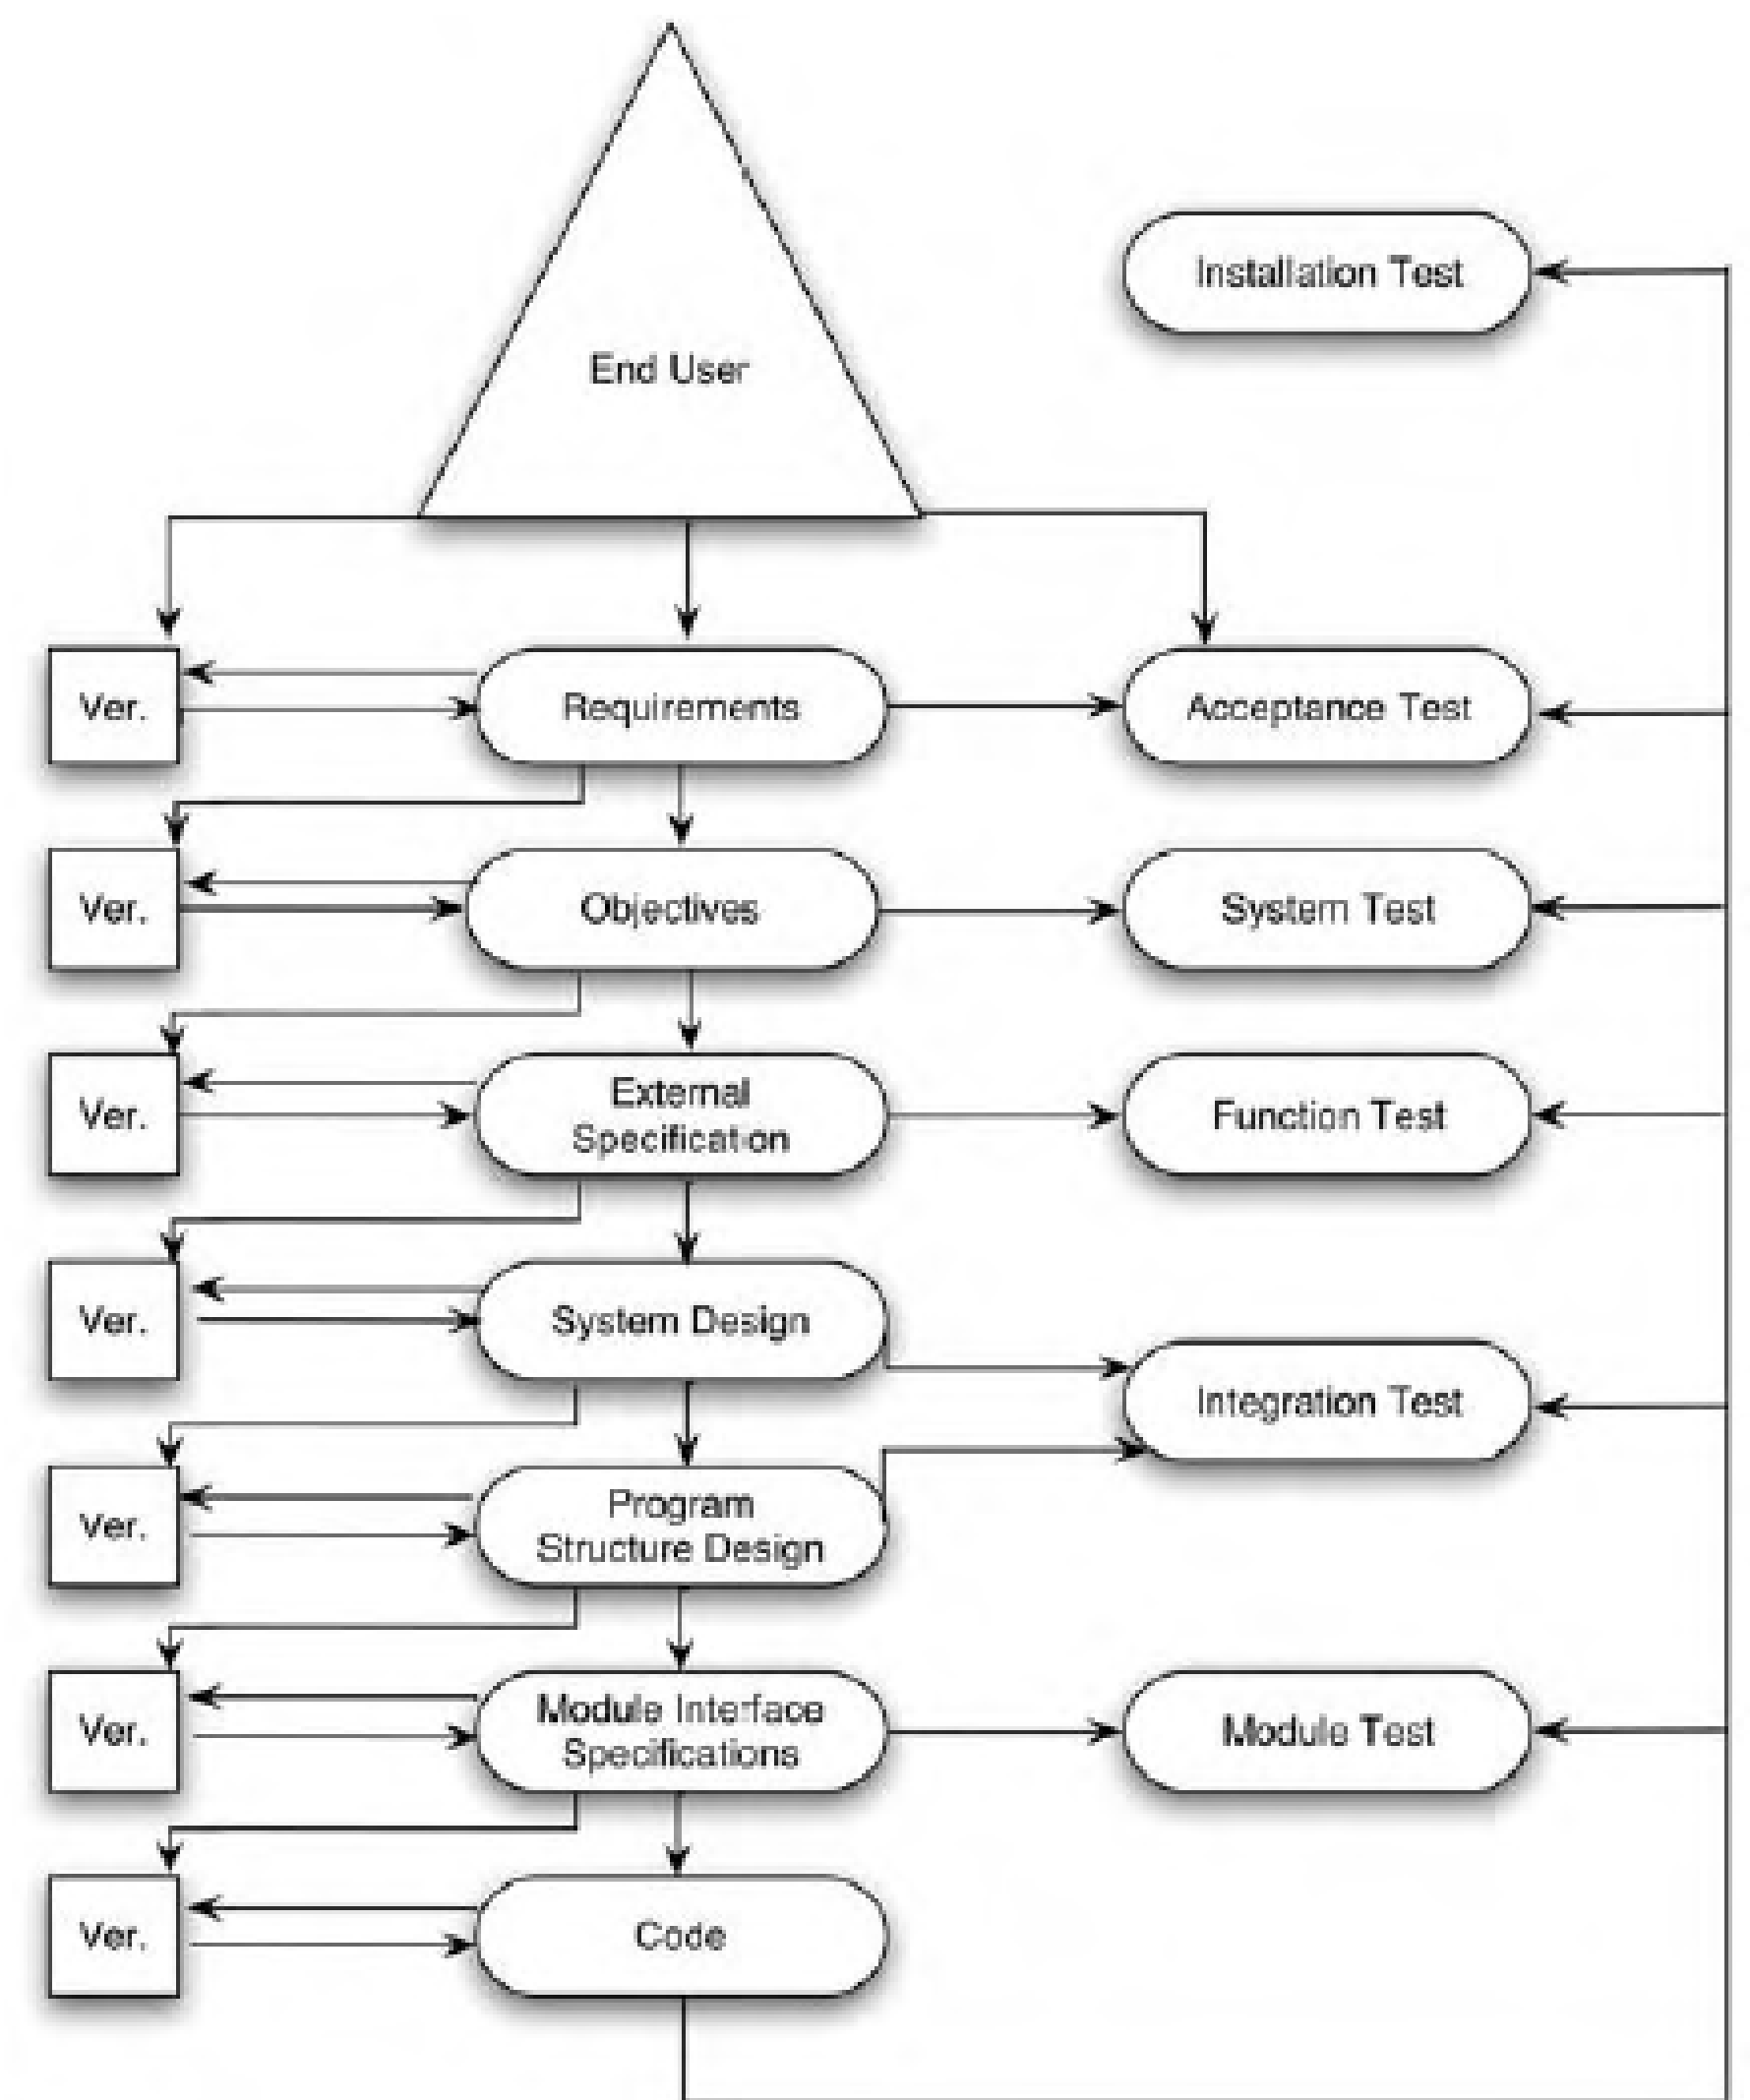 End User
Installation Test
Ver.
Requirements
Acceptance Test
Ver.
Objectives
System Test
Ver.
External
Specification
Function Test
Ver.
System Design
Integration Test
Ver.
Program
Structure Design
Ver.
Module Interface
Specifications
Module Test
Ver.
Code